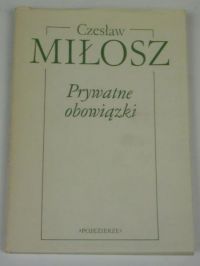 Czesław
MIŁOSZ
Prywatne
obowiązki
»POJEZIERZE«